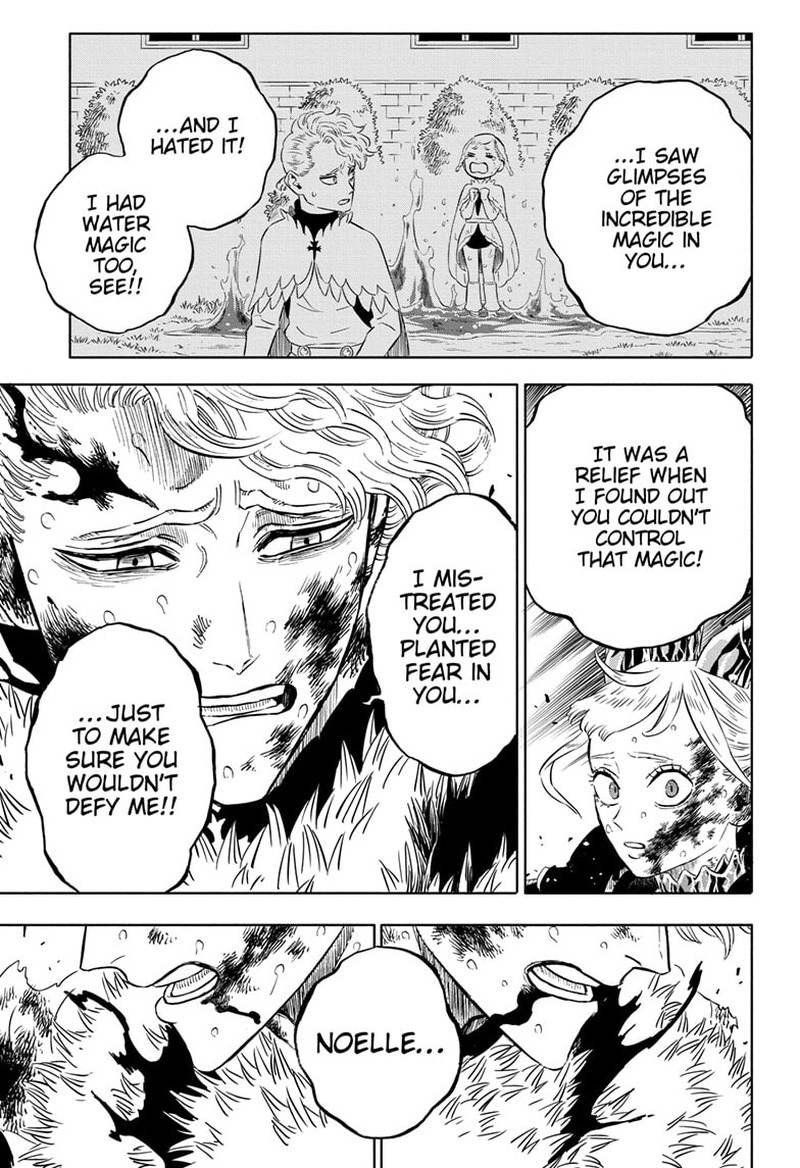 ...I SAW
GLIMPSES
OF THE
INCREDIBLE
MAGIC IN
YOU...
...AND I
HATED IT!
I HAD
WATER
MAGIC
TOO,
SEE!!
IT WAS A
RELIEF WHEN
I FOUND OUT
YOU COULDN'T
CONTROL
THAT MAGIC!
I MIS-
TREATED
YOU...
PLANTED
FEAR IN
YOU...
...JUST
TO MAKE
SURE YOU
WOULDN'T
DEFY ME!!
NOELLE...